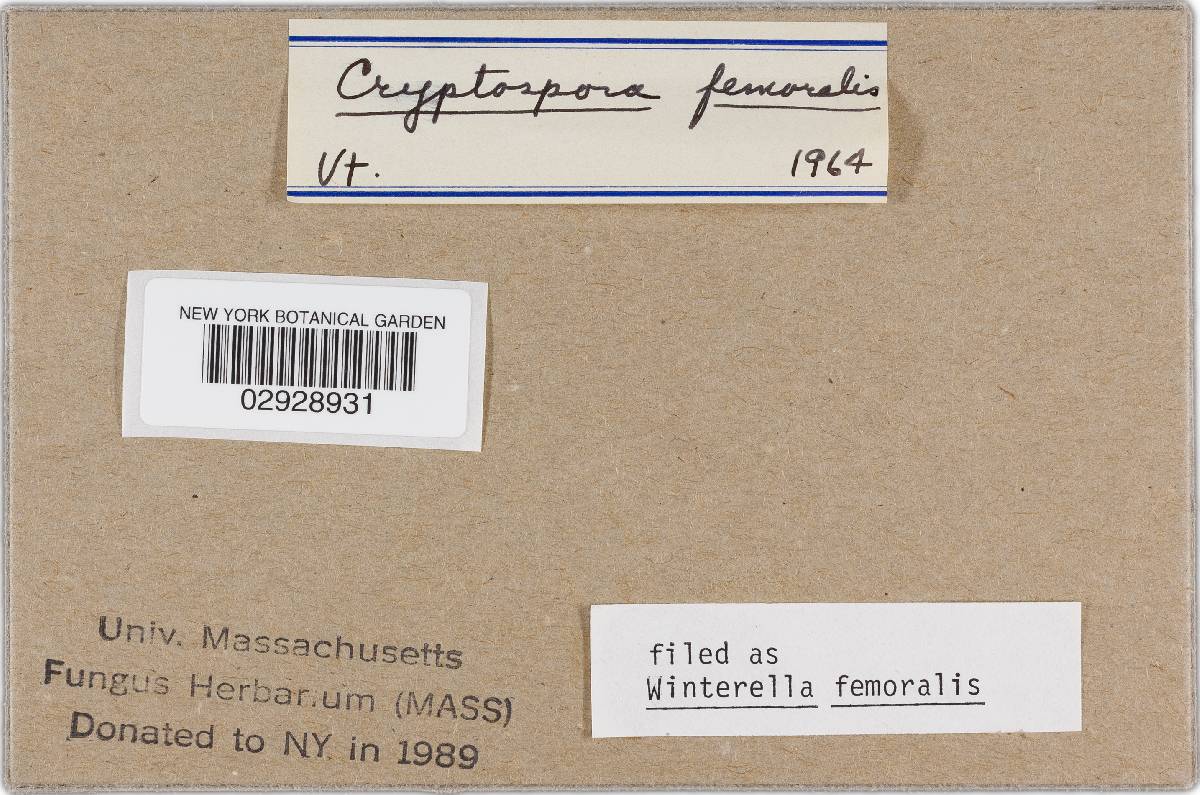 Cryptospora femoralis
Vt. 1964
NEW YORK BOTANICAL GARDEN
02928931
Univ. Massachusetts
Fungus Herbarium (MASS)
Donated to NY in 1989
filed as
Winterella femoralis